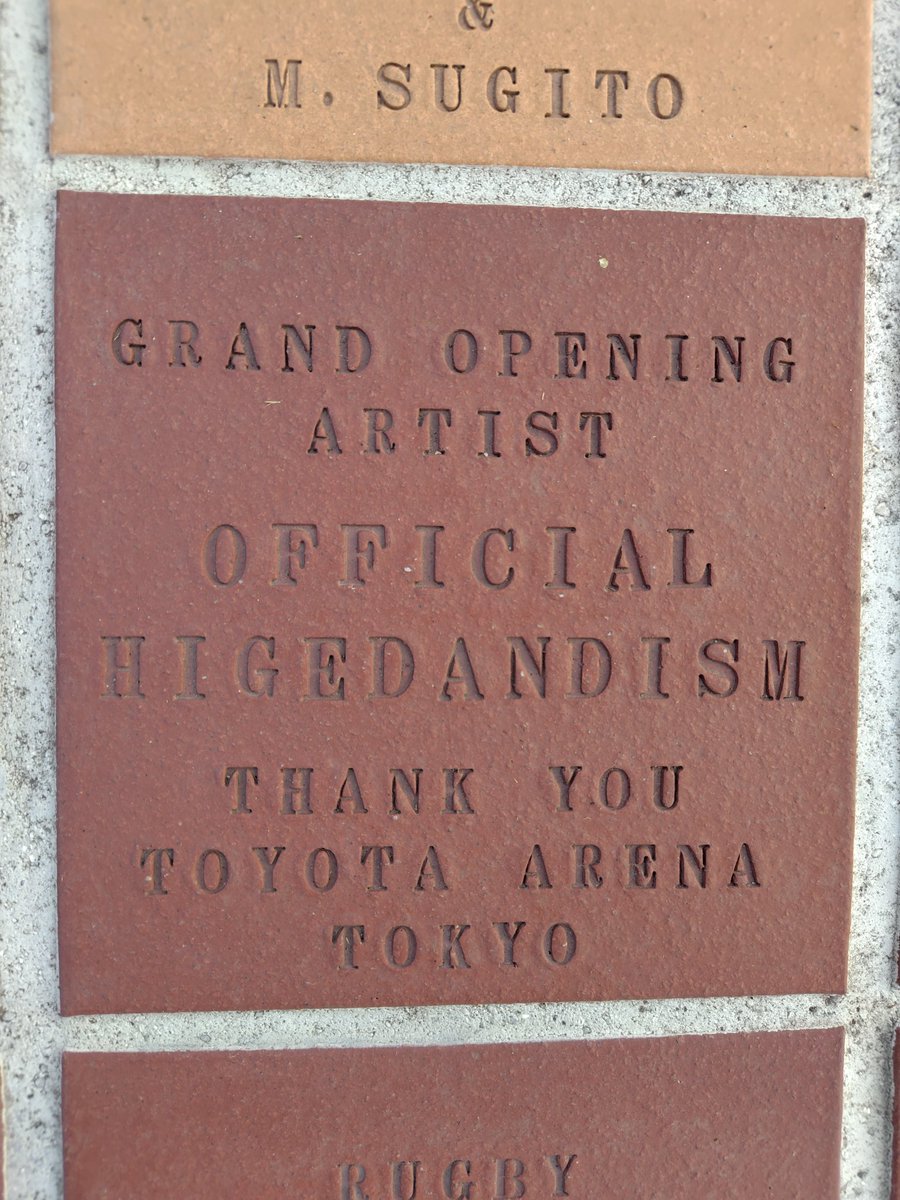 &
M. SUGITO
GRAND OPENING
ARTIST
OFFICIAL
HIGEDANDISM
THANK YOU
TOYOTA ARENA
TOKYO
RUGBY